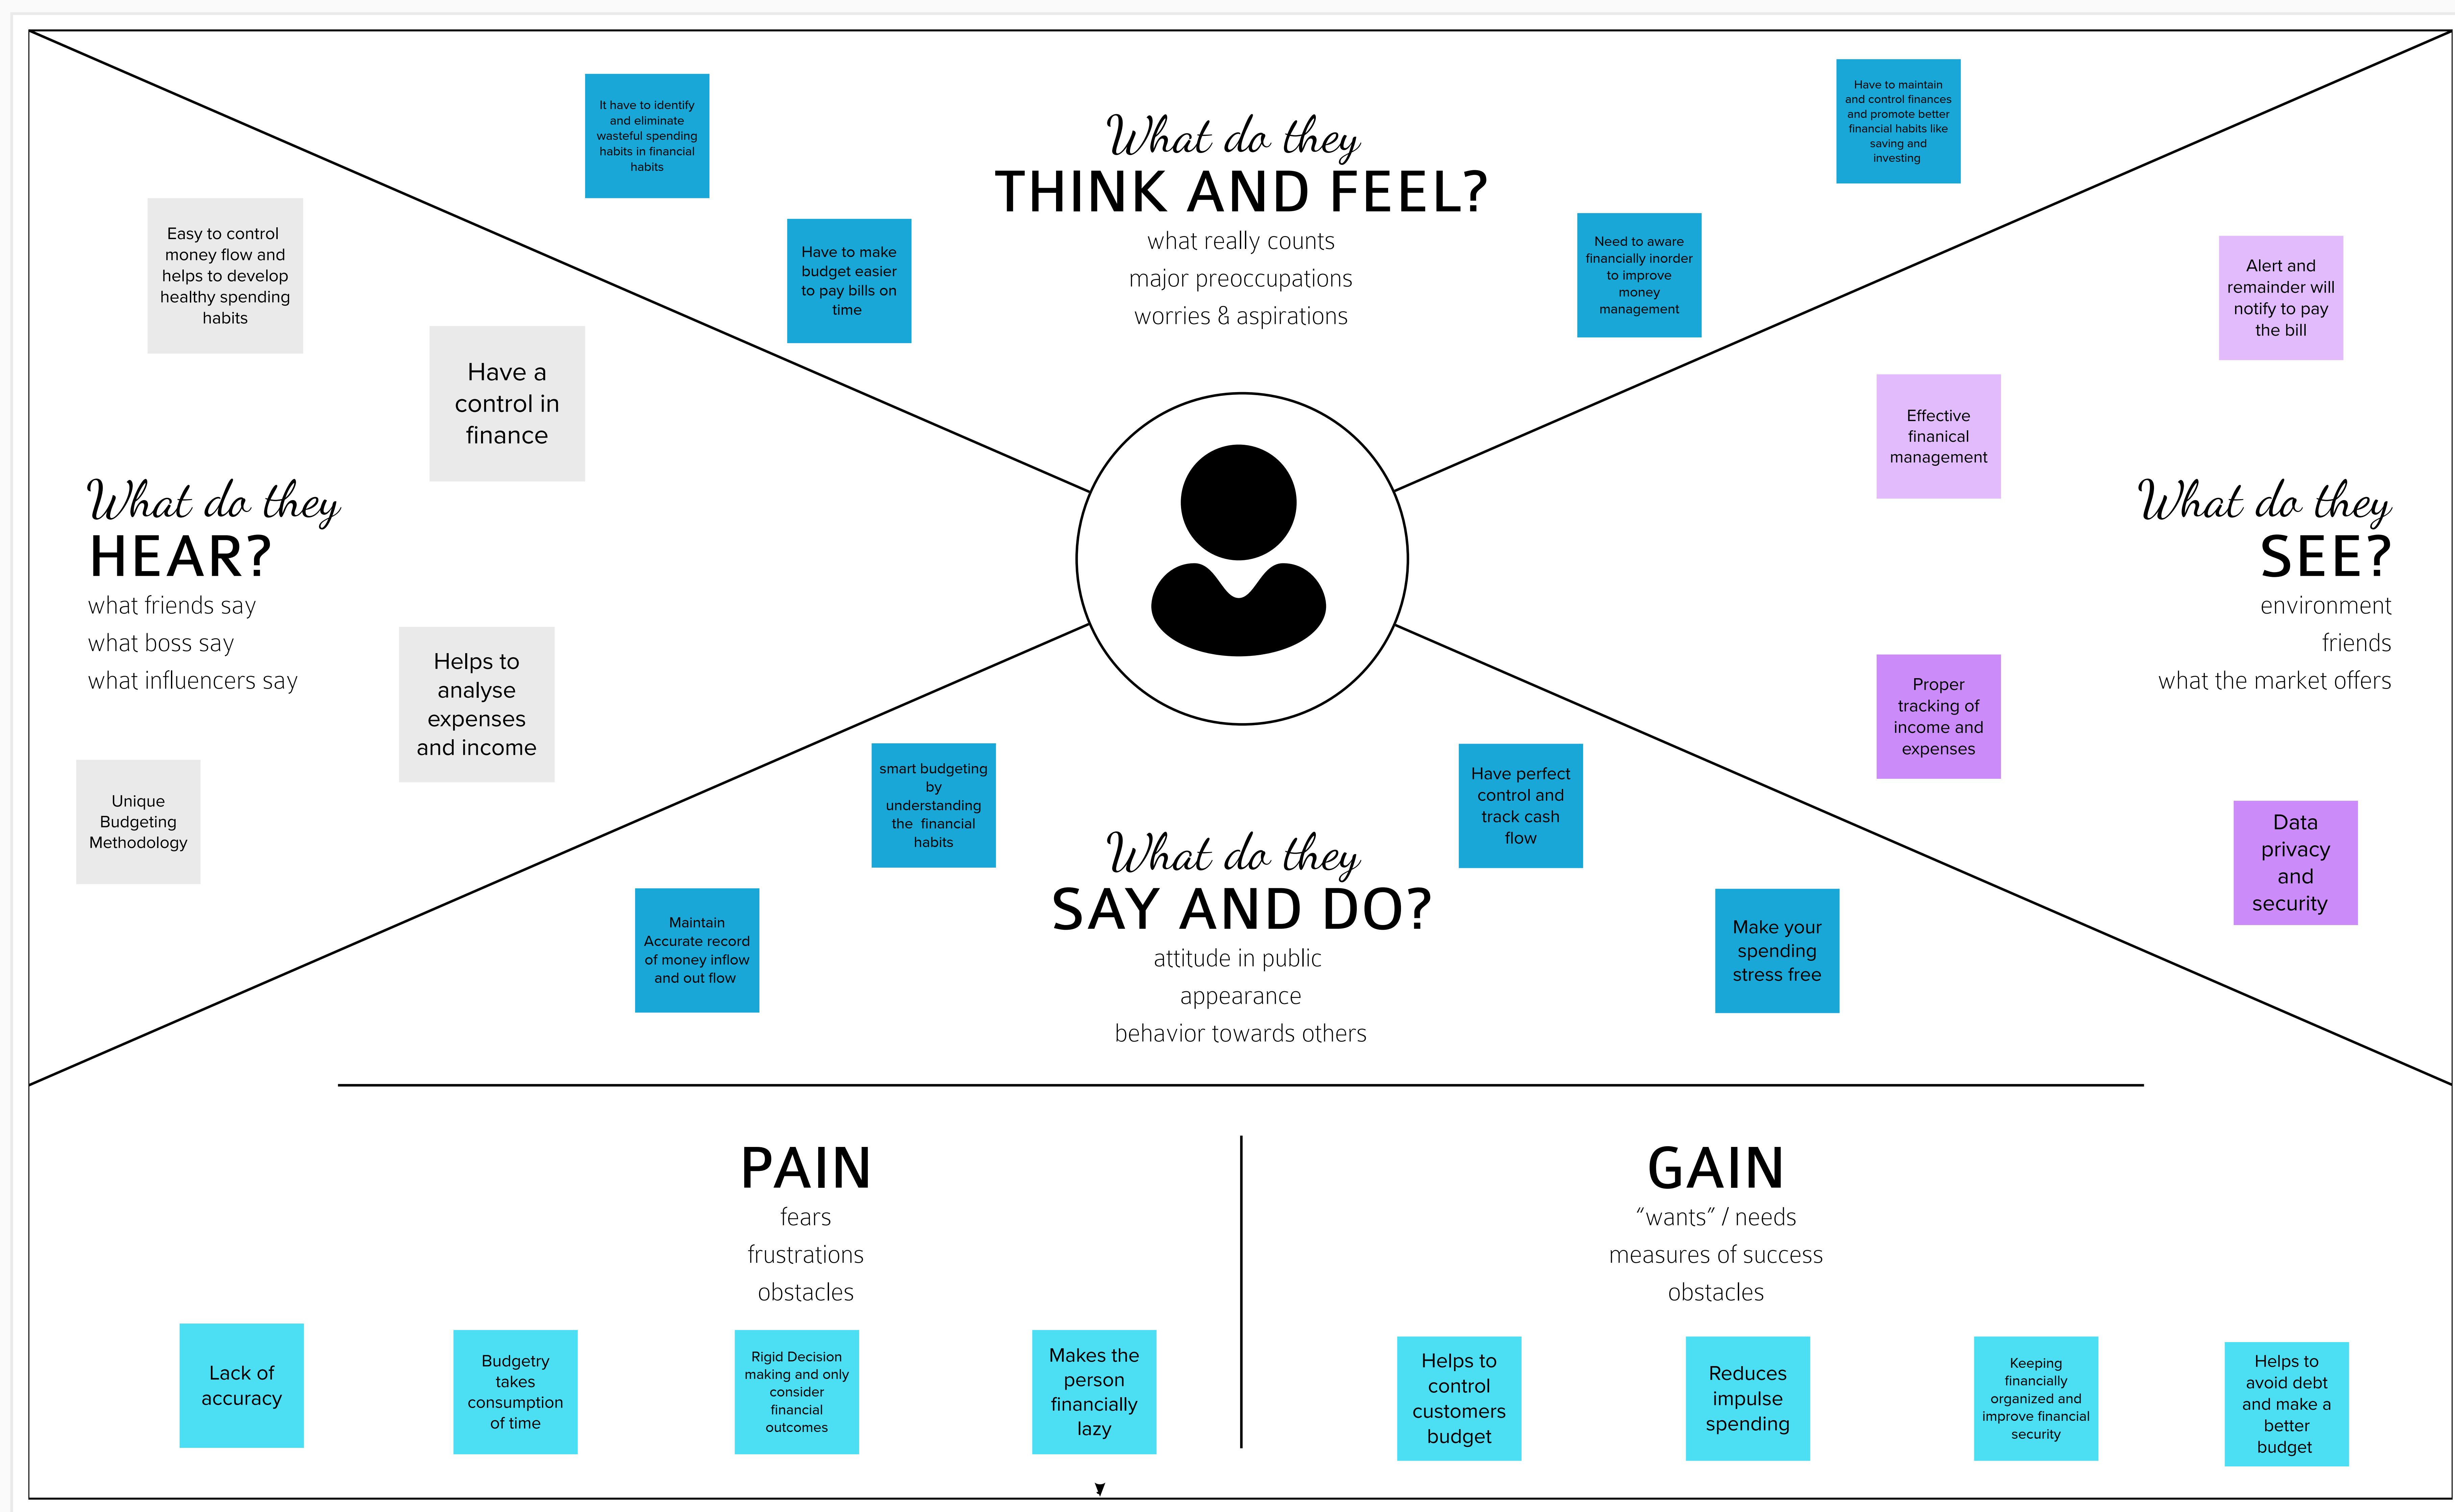 What do they
THINK AND FEEL?
what really counts
major preoccupations
worries & aspirations
It have to identify
and eliminate
wasteful spending
habits in financial
habits
Have to make
budget easier
to pay bills on
time
Need to aware
financially inorder
to improve
money
management
Have to maintain
and control finances
and promote better
financial habits like
saving and
investing
What do they
HEAR?
what friends say
what boss say
what influencers say
Easy to control
money flow and
helps to develop
healthy spending
habits
Have a
control in
finance
Helps to
analyse
expenses
and income
Unique
Budgeting
Methodology
What do they
SEE?
environment
friends
what the market offers
Alert and
remainder will
notify to pay
the bill
Effective
finanical
management
Proper
tracking of
income and
expenses
Data
privacy
and
security
What do they
SAY AND DO?
attitude in public
appearance
behavior towards others
smart budgeting
by
understanding
the financial
habits
Maintain
Accurate record
of money inflow
and out flow
Have perfect
control and
track cash
flow
Make your
spending
stress free
PAIN
fears
frustrations
obstacles
Lack of
accuracy
Budgetry
takes
consumption
of time
Rigid Decision
making and only
consider
financial
outcomes
Makes the
person
financially
lazy
GAIN
“wants” / needs
measures of success
obstacles
Helps to
control
customers
budget
Reduces
impulse
spending
Keeping
financially
organized and
improve financial
security
Helps to
avoid debt
and make a
better
budget